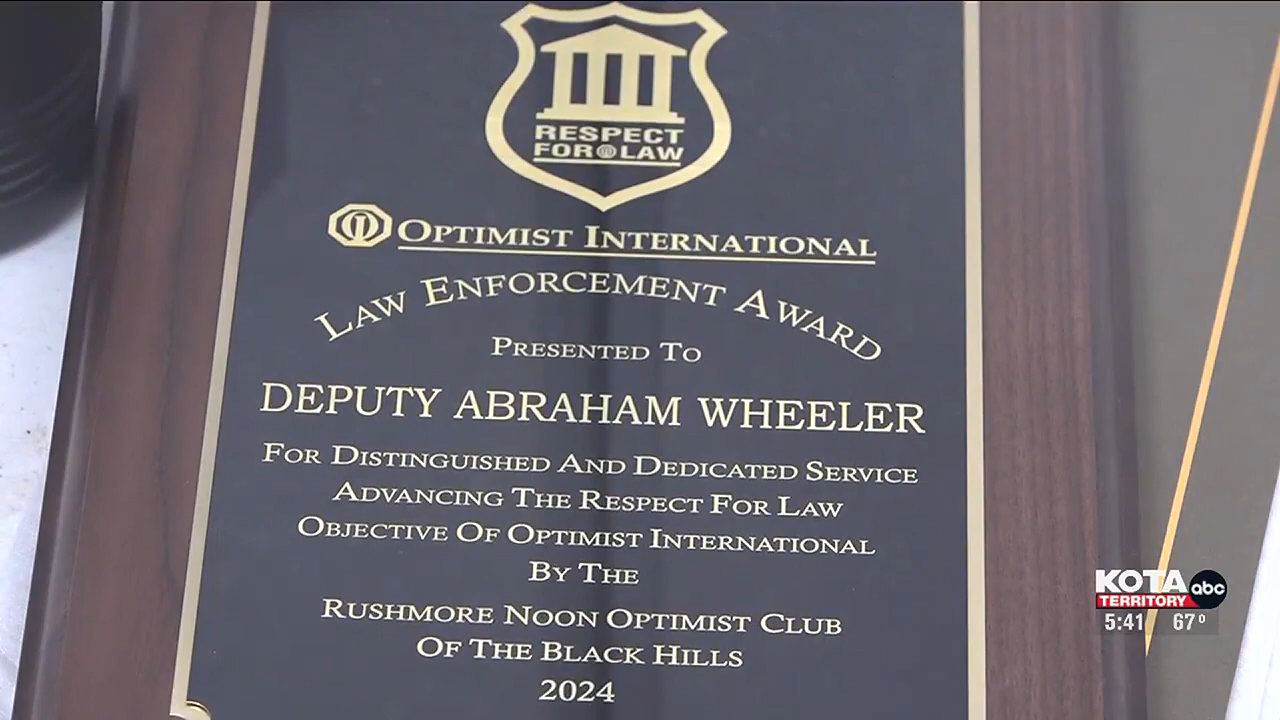 RESPECT
FOR LAW
OPTIMIST INTERNATIONAL
LAW ENFORCEMENT AWARD
PRESENTED TO
DEPUTY ABRAHAM WHEELER
FOR DISTINGUISHED AND DEDICATED SERVICE
ADVANCING THE RESPECT FOR LAW
OBJECTIVE OF OPTIMIST INTERNATIONAL
BY THE
RUSHMORE NOON OPTIMIST CLUB
OF THE BLACK HILLS
2024
KOTA abc
TERRITORY
5:41 67°